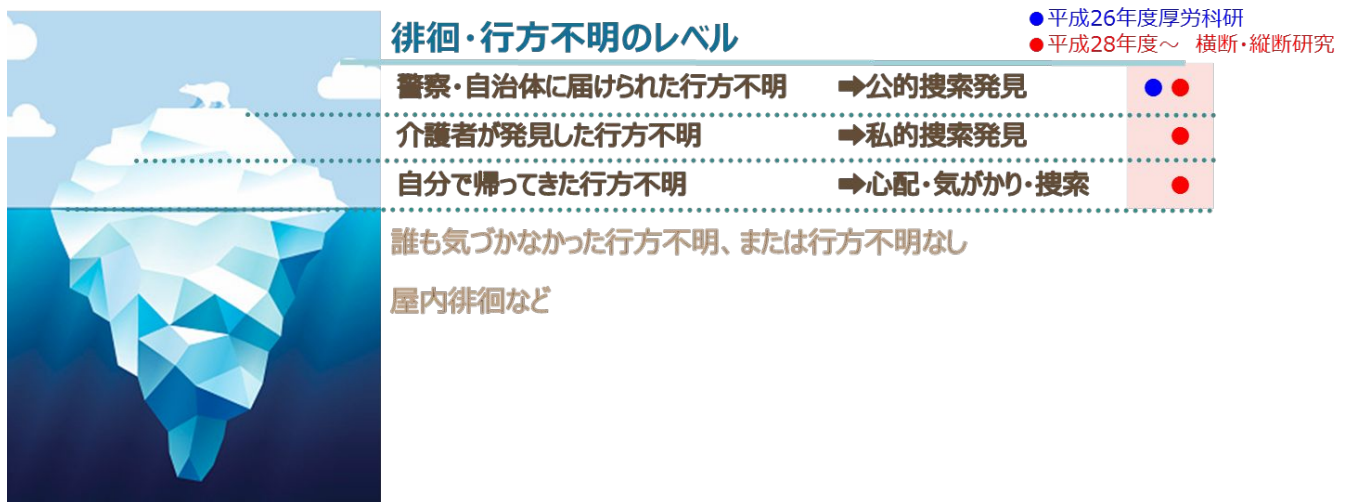 ●平成26年度厚労科研
●平成28年度～ 横断・縦断研究
徘徊・行方不明のレベル
警察・自治体に届けられた行方不明 ➡公的捜索発見 ● ●
介護者が発見した行方不明 ➡私的捜索発見 ●
自分で帰ってきた行方不明 ➡心配・気がかり・捜索 ●
誰も気づかなかった行方不明、または行方不明なし
屋内徘徊など